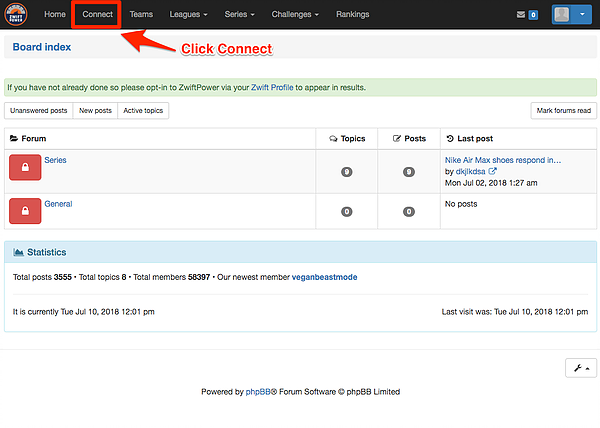 ZWIFT POWER
Home Connect Teams Leagues Series Challenges Rankings 0
Click Connect
Board index
If you have not already done so please opt-in to ZwiftPower via your Zwift Profile to appear in results.
Unanswered posts New posts Active topics Mark forums read
Forum Topics Posts Last post
Series 9 9 Nike Air Max shoes respond in…
by dkjlkdsa
Mon Jul 02, 2018 1:27 am
General 0 0 No posts
Statistics
Total posts 3555 • Total topics 8 • Total members 58397 • Our newest member veganbeastmode
It is currently Tue Jul 10, 2018 12:01 pm Last visit was: Tue Jul 10, 2018 12:01 pm
Powered by phpBB® Forum Software © phpBB Limited